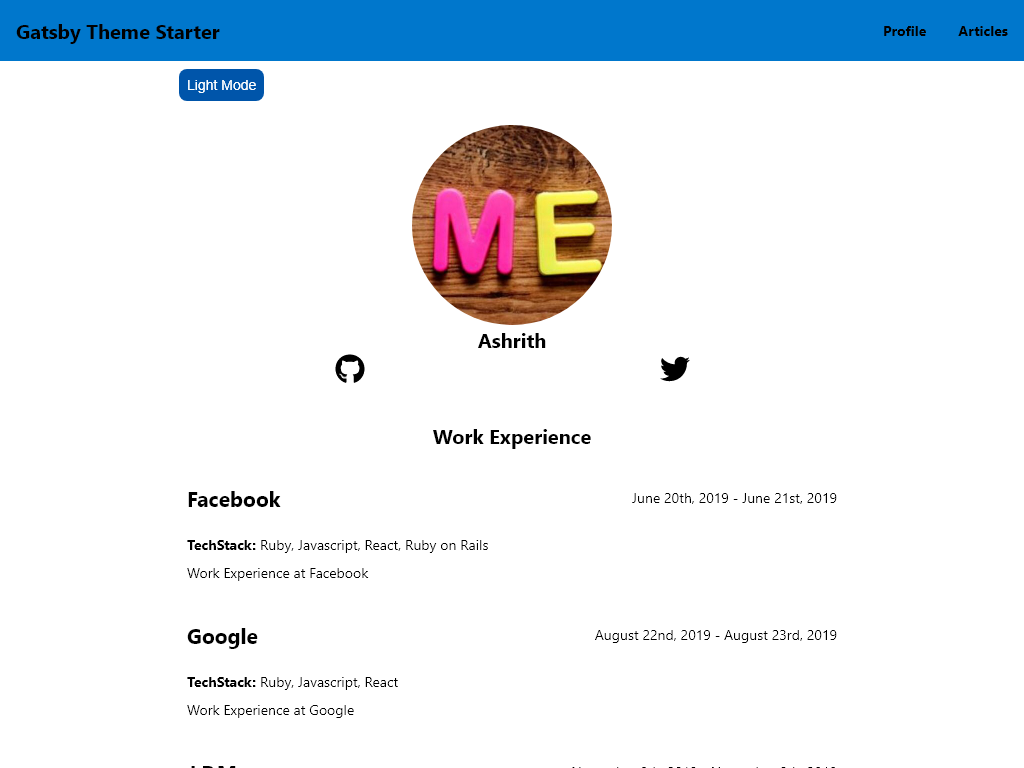 Gatsby Theme Starter
Profile
Articles
Light Mode
ME
Ashrith
Work Experience
Facebook
June 20th, 2019 - June 21st, 2019
TechStack: Ruby, Javascript, React, Ruby on Rails
Work Experience at Facebook
Google
August 22nd, 2019 - August 23rd, 2019
TechStack: Ruby, Javascript, React
Work Experience at Google